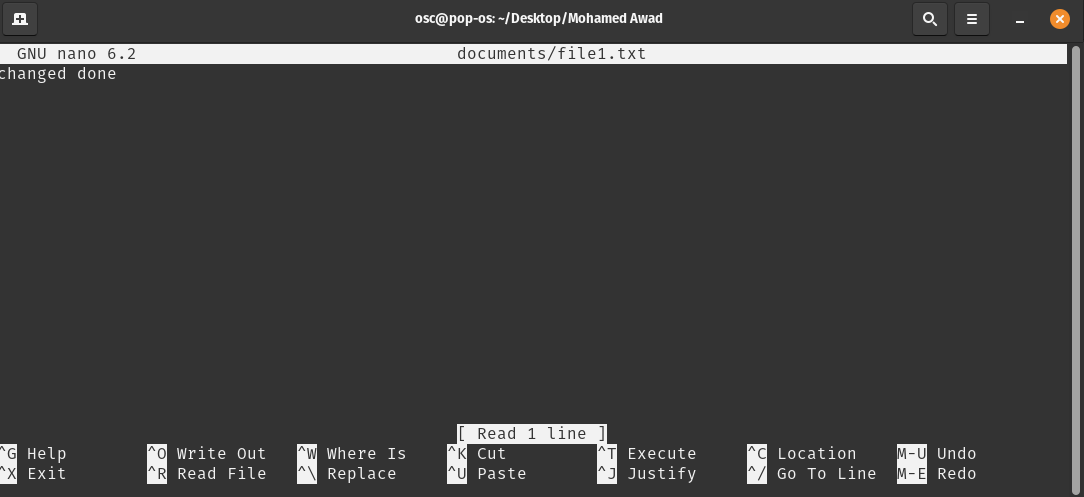 osc@pop-os: ~/Desktop/Mohamed Awad
GNU nano 6.2 documents/file1.txt
changed done
[ Read 1 line ]
^G Help ^O Write Out ^W Where Is ^K Cut ^T Execute ^C Location M-U Undo
^X Exit ^R Read File ^\ Replace ^U Paste ^J Justify ^/ Go To Line M-E Redo